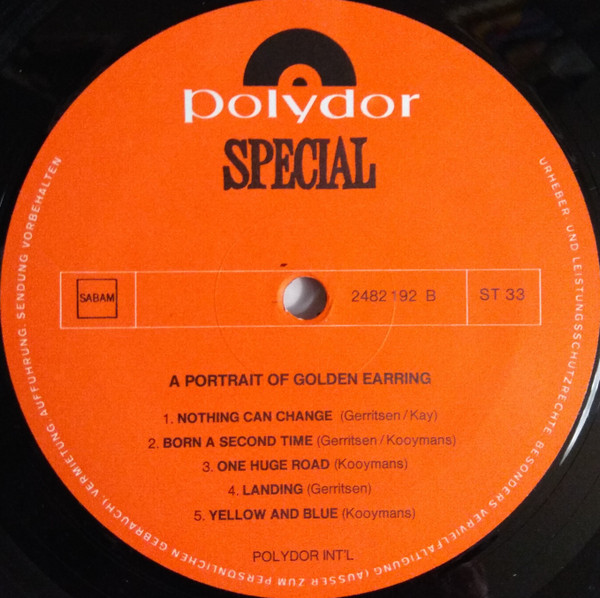 polydor
SPECIAL
SABAM
2482 192 B
ST 33
A PORTRAIT OF GOLDEN EARRING
1. NOTHING CAN CHANGE (Gerritsen/Kay)
2. BORN A SECOND TIME (Gerritsen/Kooymans)
3. ONE HUGE ROAD (Kooymans)
4. LANDING (Gerritsen)
5. YELLOW AND BLUE (Kooymans)
POLYDOR INT'L
URHEBER- UND LEISTUNGSSCHUTZRECHTE, BESONDERS VERVIELFÄLTIGUNG (AUSSER ZUM PERSÖNLICHEN GEBRAUCH), VERMIETUNG, AUFFÜHRUNG, SENDUNG VORBEHALTEN